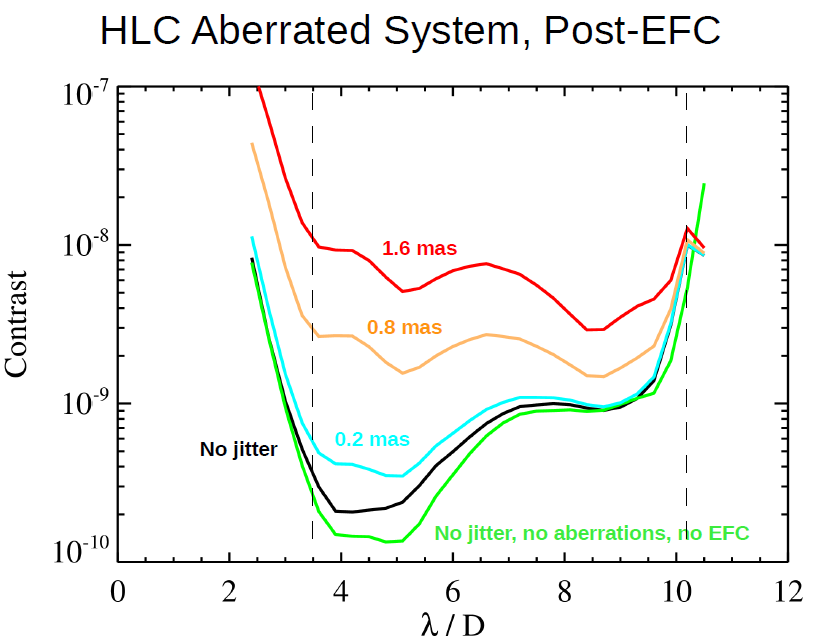 HLC Aberrated System, Post-EFC
10-7
10-8
10-9
10-10
Contrast
1.6 mas
0.8 mas
0.2 mas
No jitter
No jitter, no aberrations, no EFC
0 2 4 6 8 10 12
λ / D